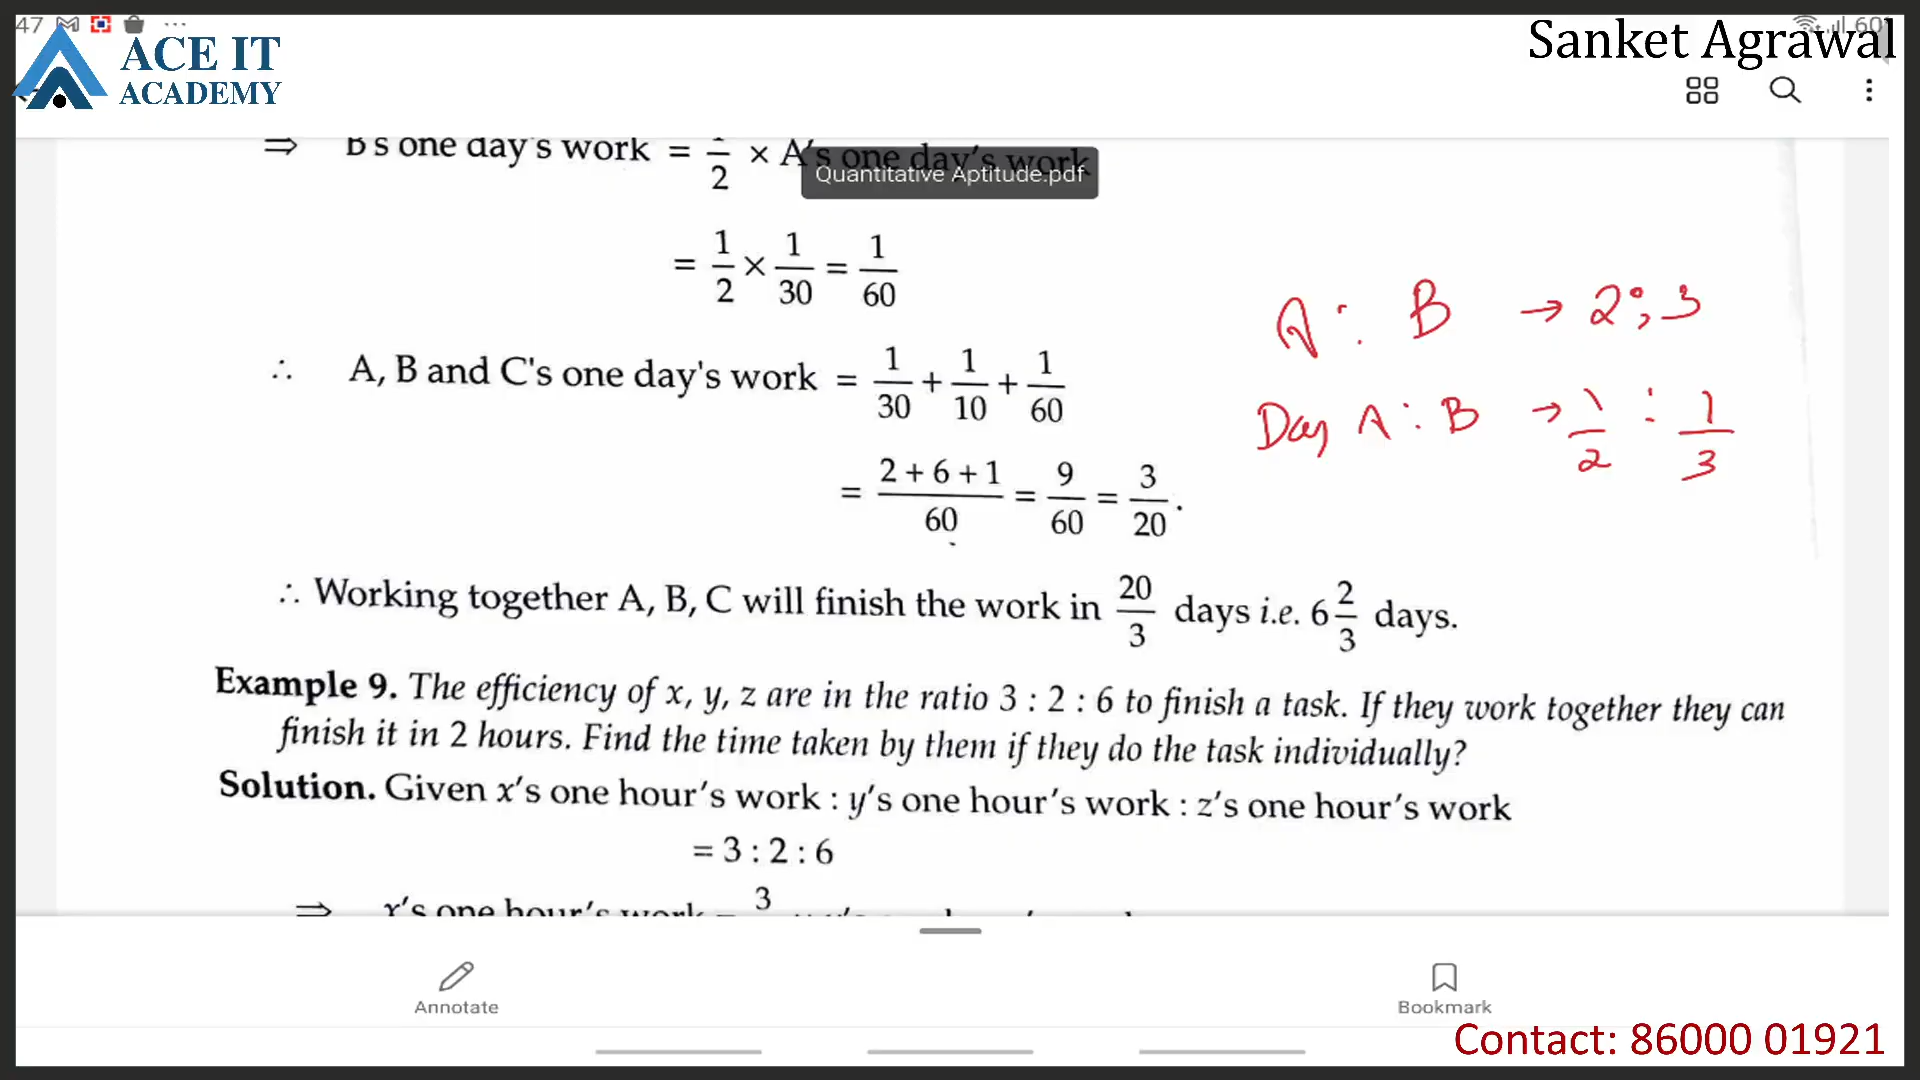 47 ... 60
ACE IT
ACADEMY
Sanket Agrawal
⇒ B's one day's work = 1/2 × A's one day's work
Quantitative Aptitude.pdf
= 1/2 × 1/30 = 1/60
A : B → 2 : 3
∴ A, B and C's one day's work = 1/30 + 1/10 + 1/60
Day A : B → 1/2 : 1/3
= (2 + 6 + 1)/60 = 9/60 = 3/20.
∴ Working together A, B, C will finish the work in 20/3 days i.e. 6 2/3 days.
Example 9. The efficiency of x, y, z are in the ratio 3 : 2 : 6 to finish a task. If they work together they can
finish it in 2 hours. Find the time taken by them if they do the task individually?
Solution. Given x's one hour's work : y's one hour's work : z's one hour's work
= 3 : 2 : 6
⇒ x's one hour's work = 3
Annotate
Bookmark
Contact: 86000 01921